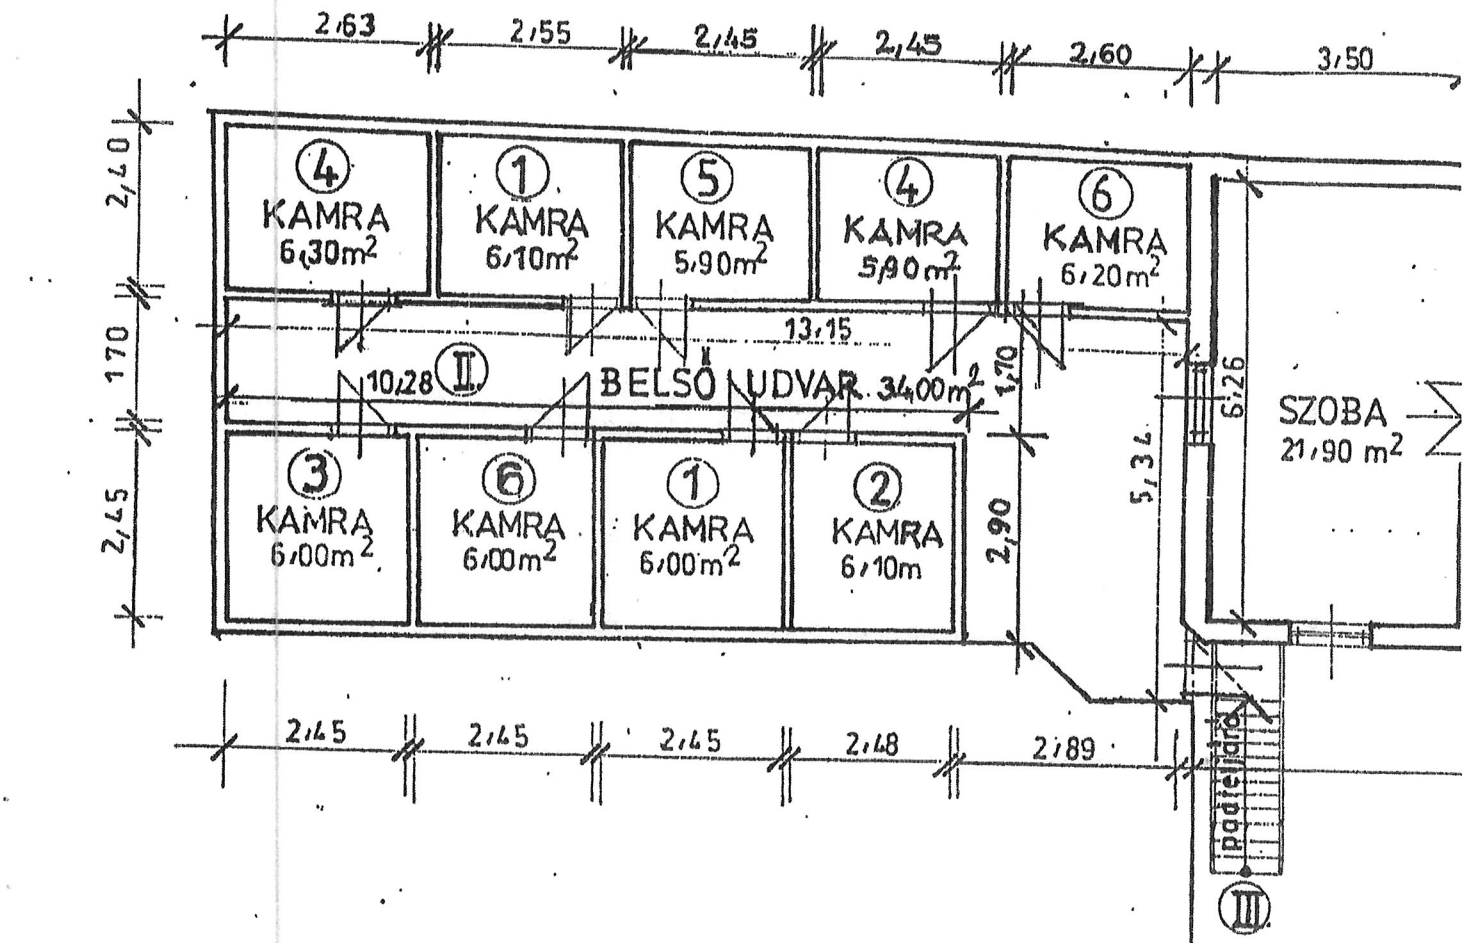 2,63 2,55 2,45 2,45 2,60 3,50
2,40
4 1 5 4 6
KAMRA KAMRA KAMRA KAMRA KAMRA
6,30m² 6,10m² 5,90m² 5,90m² 6,20m²
13,15
170
10,28 II. BELSŐ UDVAR. 34,00m² 1,70
6,26
SZOBA
21,90 m²
5,34
2,45
3 6 1 2
KAMRA KAMRA KAMRA KAMRA
6,00m² 6,00m² 6,00m² 6,10m
2,90
2,45 2,45 2,45 2,48 2,89
padfeljáró
III.